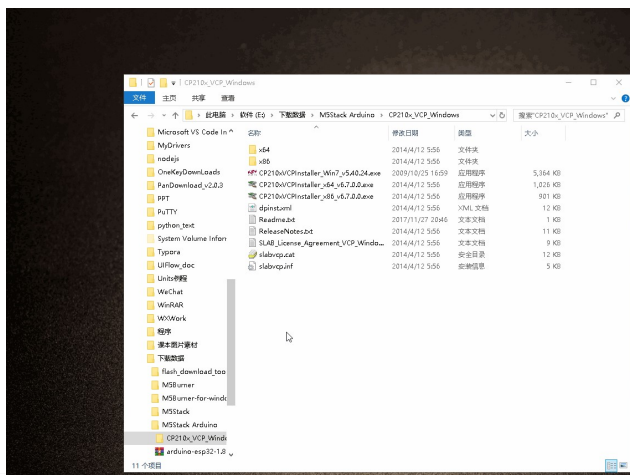 CP210x_VCP_Windows
文件 主页 共享 查看
此电脑 > 软件 (E:) > 下载数据 > M5Stack Arduino > CP210x_VCP_Windows
搜索"CP210x_VCP_Windows"
名称 修改日期 类型 大小
Microsoft VS Code In
MyDrivers
nodejs
OneKeyDownLoads
PanDownload_v2.0.3
PPT
PuTTY
python_text
System Volume Infor
Typora
UIFlow_doc
Units例程
WeChat
WinRAR
WXWork
程序
课本图片素材
下载数据
flash_download_too
M5Burner
M5Burner-for-windo
M5Stack
M5Stack Arduino
CP210x_VCP_Windo
arduino-esp32-1.8
x64 2014/4/12 5:56 文件夹
x86 2014/4/12 5:56 文件夹
CP210xVCPInstaller_Win7_v5.40.24.exe 2009/10/25 16:59 应用程序 5,364 KB
CP210xVCPInstaller_x64_v6.7.0.0.exe 2014/4/12 5:56 应用程序 1,026 KB
CP210xVCPInstaller_x86_v6.7.0.0.exe 2014/4/12 5:56 应用程序 901 KB
dpinst.xml 2014/4/12 5:56 XML 文档 12 KB
Readme.txt 2017/11/27 20:46 文本文档 1 KB
ReleaseNotes.txt 2014/4/12 5:56 文本文档 11 KB
SLAB_License_Agreement_VCP_Windo... 2014/4/12 5:56 文本文档 9 KB
slabvcp.cat 2014/4/12 5:56 安全目录 12 KB
slabvcp.inf 2014/4/12 5:56 安装信息 5 KB
11 个项目